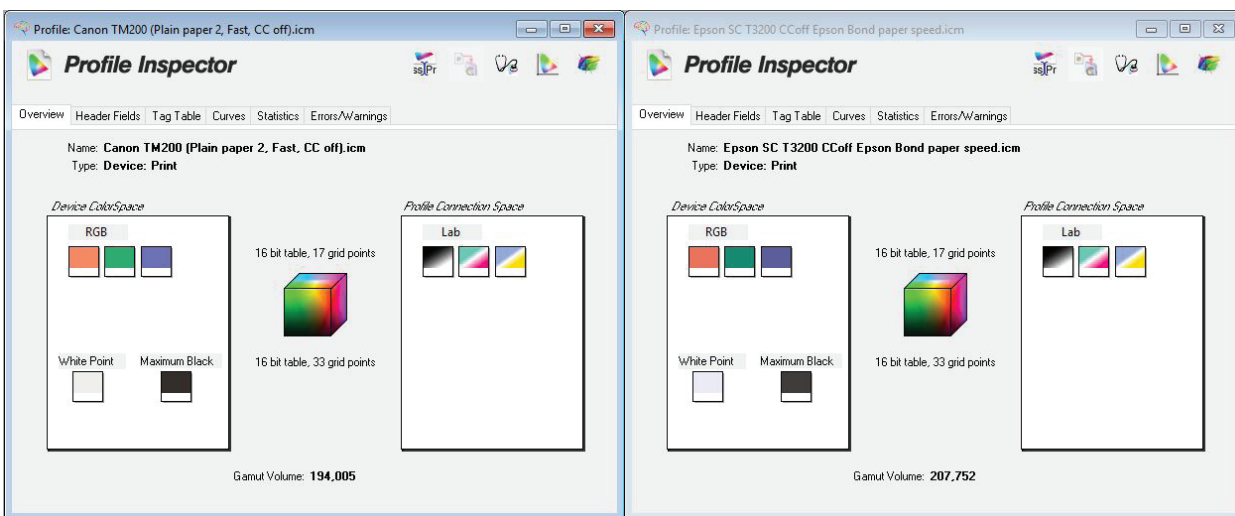 Profile: Canon TM200 (Plain paper 2, Fast, CC off).icm
Profile Inspector
ss)Pr
Overview Header Fields Tag Table Curves Statistics Errors/Warnings
Name: Canon TM200 (Plain paper 2, Fast, CC off).icm
Type: Device: Print
Device ColorSpace
Profile Connection Space
RGB
Lab
16 bit table, 17 grid points
White Point
Maximum Black
16 bit table, 33 grid points
Gamut Volume: 194,005
Profile: Epson SC T3200 CCoff Epson Bond paper speed.icm
Profile Inspector
ss)Pr
Overview Header Fields Tag Table Curves Statistics Errors/Warnings
Name: Epson SC T3200 CCoff Epson Bond paper speed.icm
Type: Device: Print
Device ColorSpace
Profile Connection Space
RGB
Lab
16 bit table, 17 grid points
White Point
Maximum Black
16 bit table, 33 grid points
Gamut Volume: 207,752